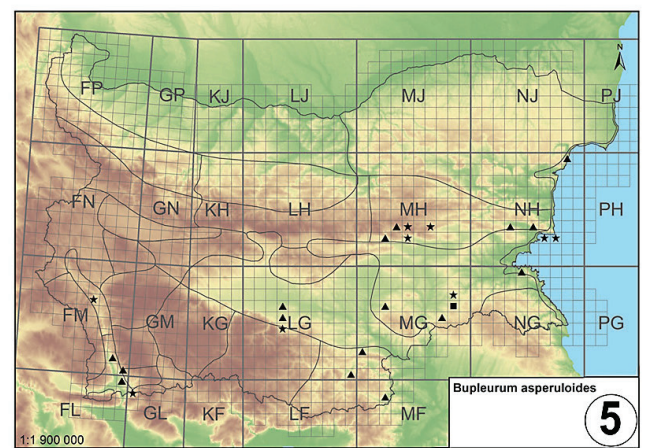 N
FP GP KJ LJ MJ NJ PJ
FN GN KH LH MH NH PH
FM GM KG LG MG NG PG
FL GL KF LF MF
Bupleurum asperuloides
5
1:1 900 000